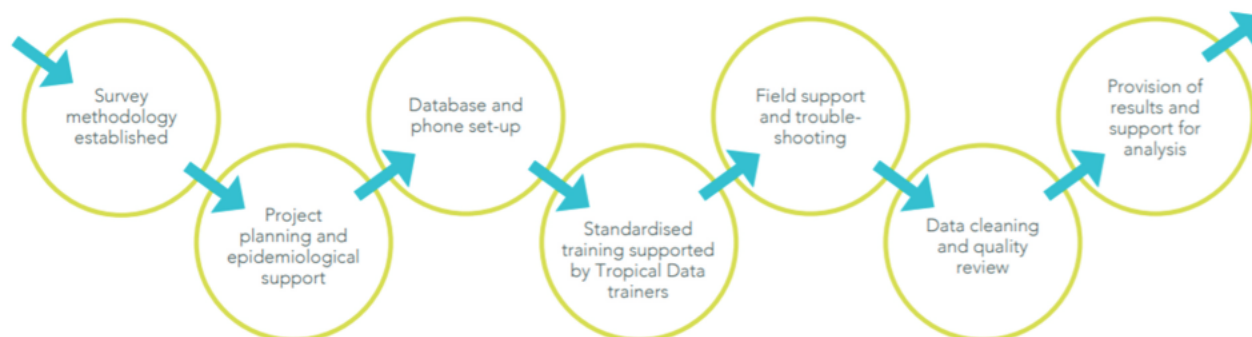 Survey
methodology
established
Project
planning and
epidemiological
support
Database and
phone set-up
Standardised
training supported
by Tropical Data
trainers
Field support
and trouble-
shooting
Data cleaning
and quality
review
Provision of
results and
support for
analysis